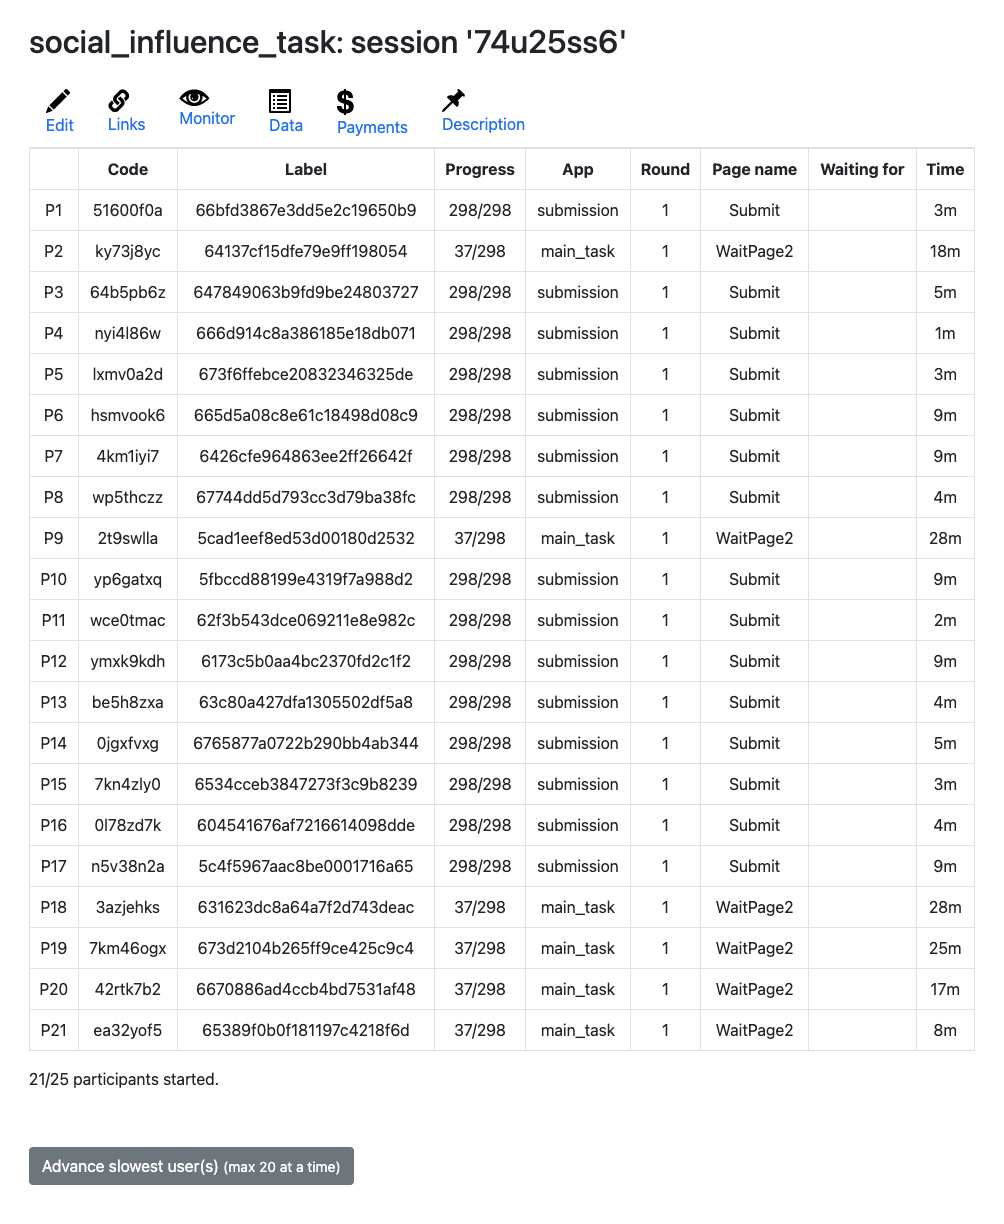 social_influence_task: session '74u25ss6'
Edit Links Monitor Data Payments Description
Code Label Progress App Round Page name Waiting for Time
P1 51600f0a 66bfd3867e3dd5e2c19650b9 298/298 submission 1 Submit 3m
P2 ky73j8yc 64137cf15dfe79e9ff198054 37/298 main_task 1 WaitPage2 18m
P3 64b5pb6z 647849063b9fd9be24803727 298/298 submission 1 Submit 5m
P4 nyi4l86w 666d914c8a386185e18db071 298/298 submission 1 Submit 1m
P5 lxmv0a2d 673f6ffebce20832346325de 298/298 submission 1 Submit 3m
P6 hsmvook6 665d5a08c8e61c18498d08c9 298/298 submission 1 Submit 9m
P7 4km1iyi7 6426cfe964863ee2ff26642f 298/298 submission 1 Submit 9m
P8 wp5thczz 67744dd5d793cc3d79ba38fc 298/298 submission 1 Submit 4m
P9 2t9swlla 5cad1eef8ed53d00180d2532 37/298 main_task 1 WaitPage2 28m
P10 yp6gatxq 5fbccd88199e4319f7a988d2 298/298 submission 1 Submit 9m
P11 wce0tmac 62f3b543dce069211e8e982c 298/298 submission 1 Submit 2m
P12 ymxk9kdh 6173c5b0aa4bc2370fd2c1f2 298/298 submission 1 Submit 9m
P13 be5h8zxa 63c80a427dfa1305502df5a8 298/298 submission 1 Submit 4m
P14 0jgxfvxg 6765877a0722b290bb4ab344 298/298 submission 1 Submit 5m
P15 7kn4zly0 6534cceb3847273f3c9b8239 298/298 submission 1 Submit 3m
P16 0l78zd7k 604541676af7216614098dde 298/298 submission 1 Submit 4m
P17 n5v38n2a 5c4f5967aac8be0001716a65 298/298 submission 1 Submit 9m
P18 3azjehks 631623dc8a64a7f2d743deac 37/298 main_task 1 WaitPage2 28m
P19 7km46ogx 673d2104b265ff9ce425c9c4 37/298 main_task 1 WaitPage2 25m
P20 42rtk7b2 6670886ad4ccb4bd7531af48 37/298 main_task 1 WaitPage2 17m
P21 ea32yof5 65389f0b0f181197c4218f6d 37/298 main_task 1 WaitPage2 8m
21/25 participants started.
Advance slowest user(s) (max 20 at a time)